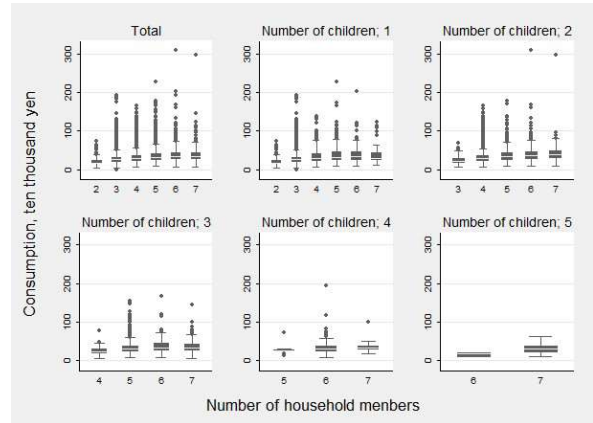 Total
Number of children; 1
Number of children; 2
Consumption, ten thousand yen
300
200
100
0
2 3 4 5 6 7
300
200
100
0
2 3 4 5 6 7
300
200
100
0
3 4 5 6 7
Number of children; 3
Number of children; 4
Number of children; 5
300
200
100
0
4 5 6 7
300
200
100
0
5 6 7
300
200
100
0
6 7
Number of household menbers